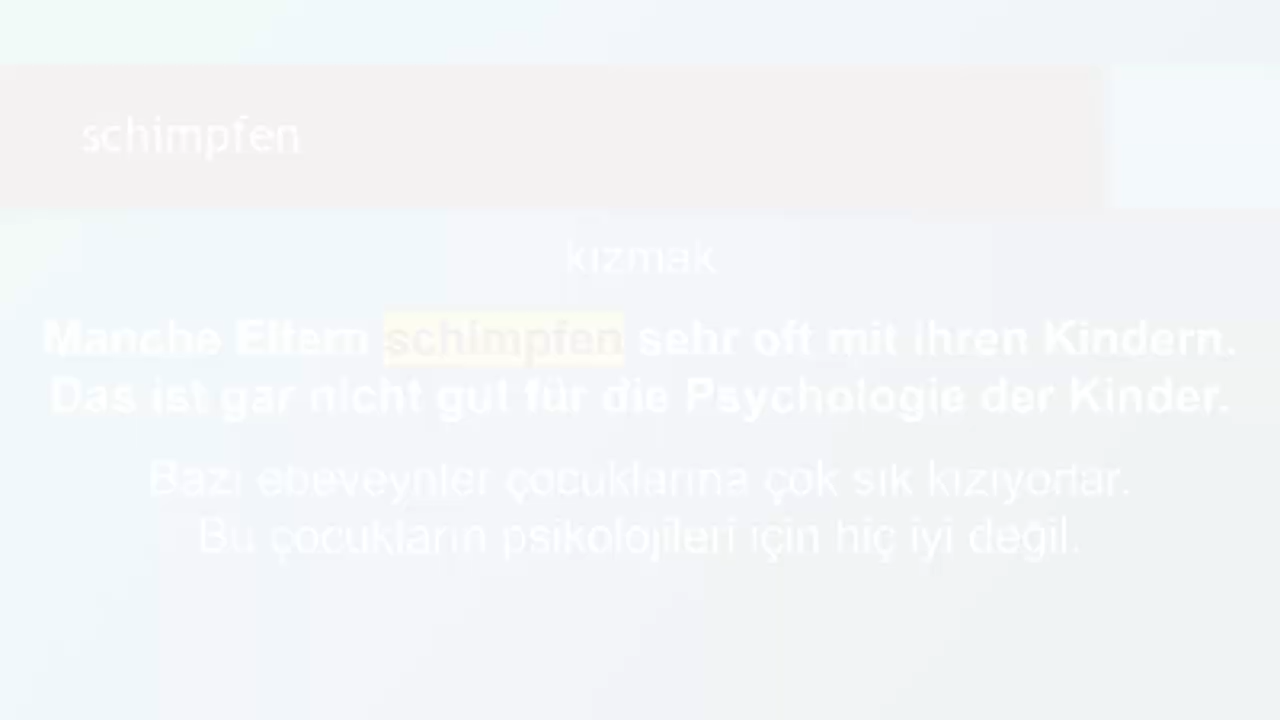 schimpfen
kızmak
Manche Eltern schimpfen sehr oft mit ihren Kindern.
Das ist gar nicht gut für die Psychologie der Kinder.
Bazı ebeveynler çocuklarına çok sık kızıyorlar.
Bu çocukların psikolojileri için hiç iyi değil.